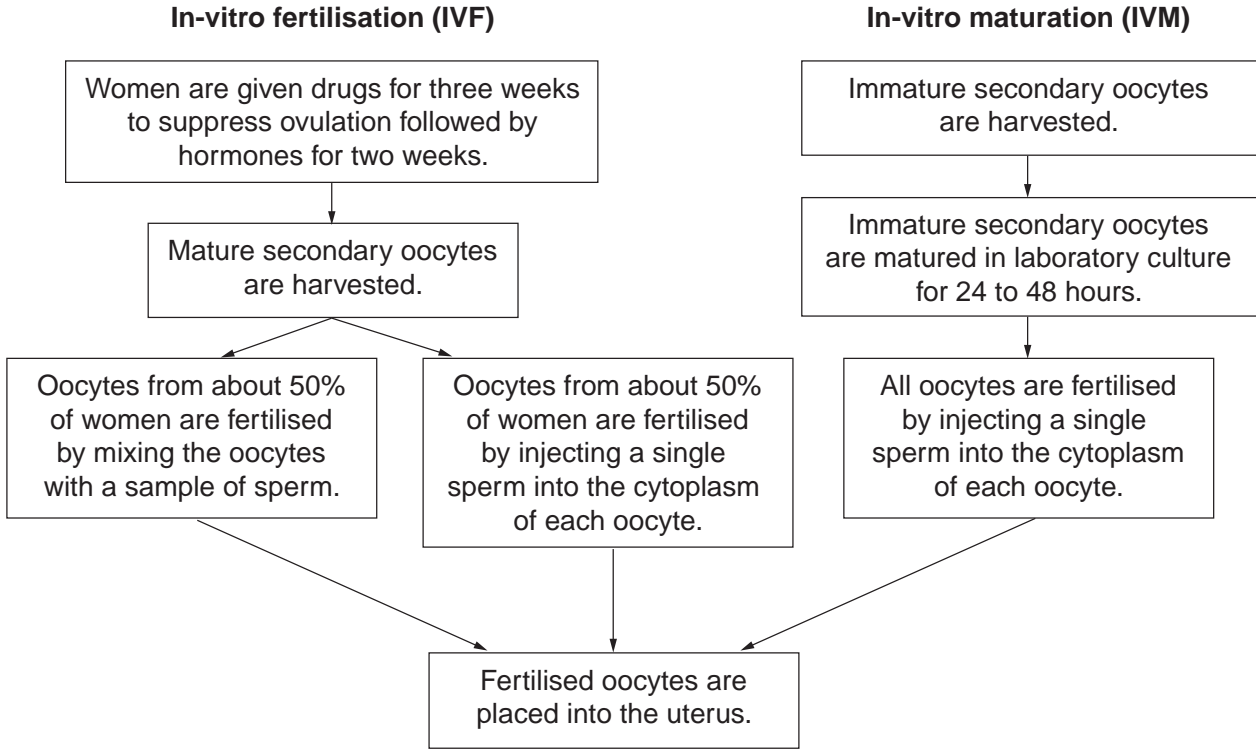 In-vitro fertilisation (IVF)
Women are given drugs for three weeks
to suppress ovulation followed by
hormones for two weeks.
Mature secondary oocytes
are harvested.
Oocytes from about 50%
of women are fertilised
by mixing the oocytes
with a sample of sperm.
Oocytes from about 50%
of women are fertilised
by injecting a single
sperm into the cytoplasm
of each oocyte.
In-vitro maturation (IVM)
Immature secondary oocytes
are harvested.
Immature secondary oocytes
are matured in laboratory culture
for 24 to 48 hours.
All oocytes are fertilised
by injecting a single
sperm into the cytoplasm
of each oocyte.
Fertilised oocytes are
placed into the uterus.